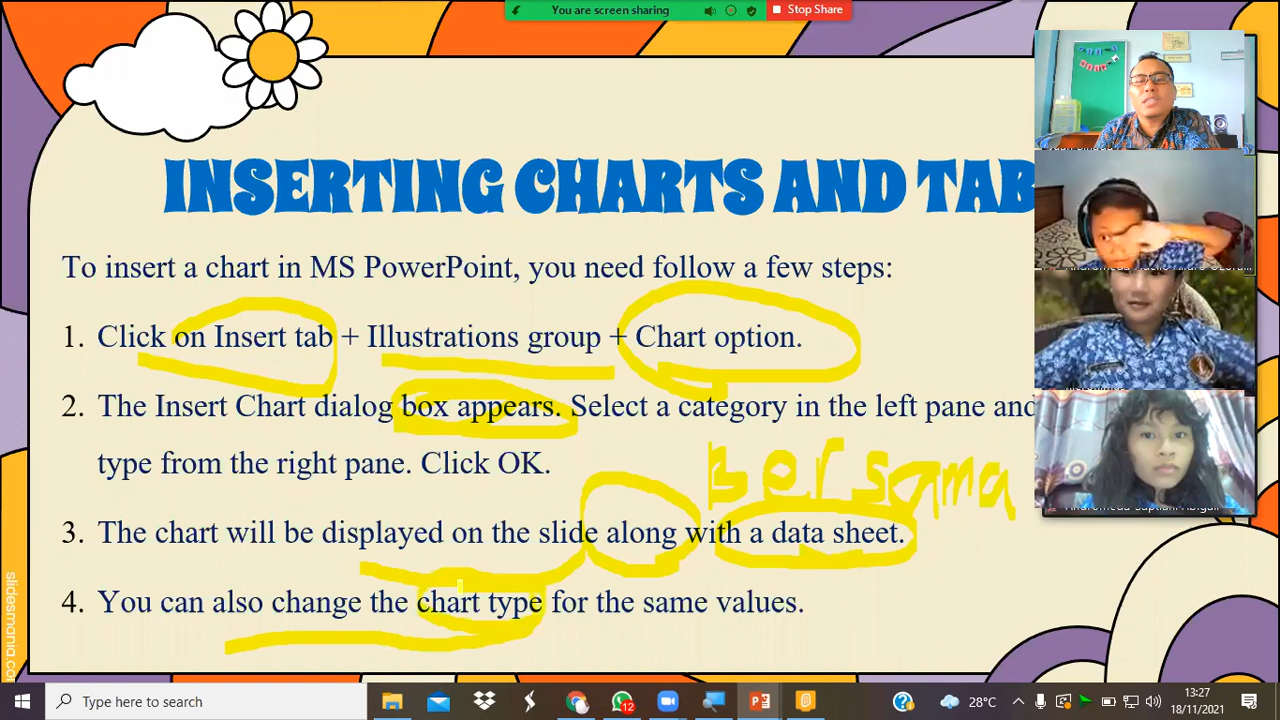 You are screen sharing
Stop Share
INSERTING CHARTS AND TAB
To insert a chart in MS PowerPoint, you need follow a few steps:
1. Click on Insert tab + Illustrations group + Chart option.
2. The Insert Chart dialog box appears. Select a category in the left pane and
type from the right pane. Click OK.
Bersama
3. The chart will be displayed on the slide along with a data sheet.
4. You can also change the chart type for the same values.
slidesmania.co
Type here to search
12
28°C
13:27
18/11/2021